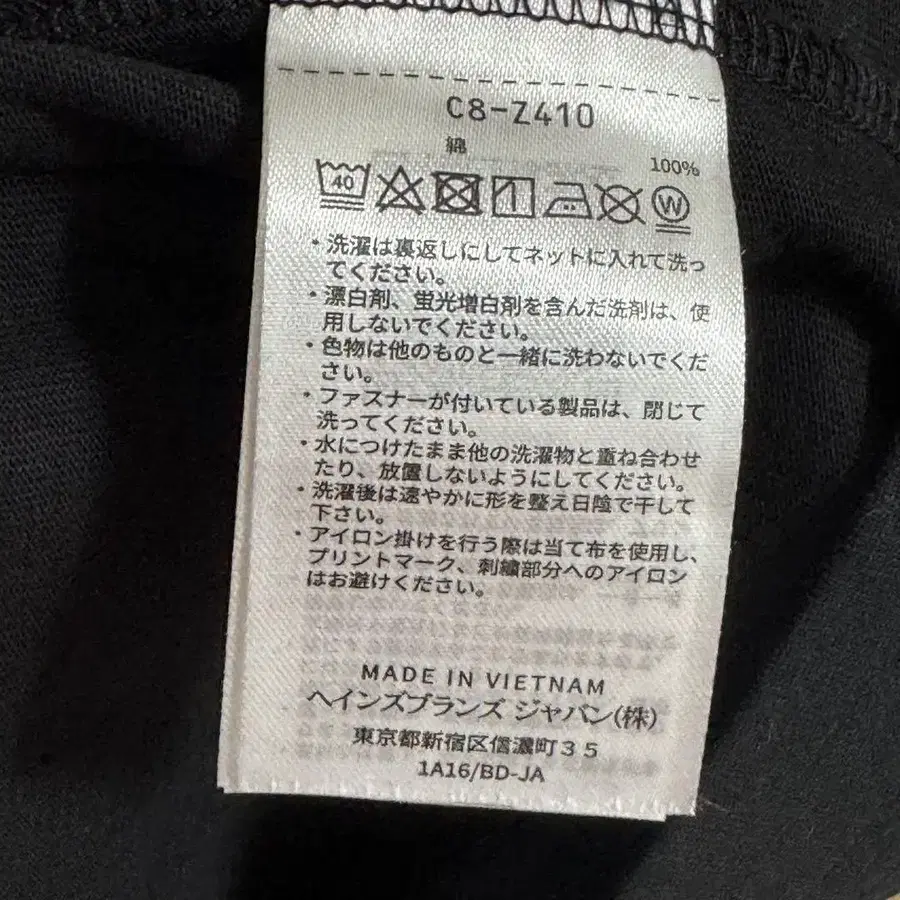 C8-Z410
綿
100%
40
W
・洗濯は裏返しにしてネットに入れて洗っ
てください。
・漂白剤、蛍光増白剤を含んだ洗剤は、使
用しないでください。
・色物は他のものと一緒に洗わないでくだ
さい。
・ファスナーが付いている製品は、閉じて
洗ってください。
・水につけたまま他の洗濯物と重ね合わせ
たり、放置しないようにしてください。
・洗濯後は速やかに形を整え日陰で干して
下さい。
・アイロン掛けを行う際は当て布を使用し、
プリントマーク、刺繍部分へのアイロン
はお避けください。
MADE IN VIETNAM
ヘインズブランズ ジャパン(株)
東京都新宿区信濃町35
1A16/BD-JA